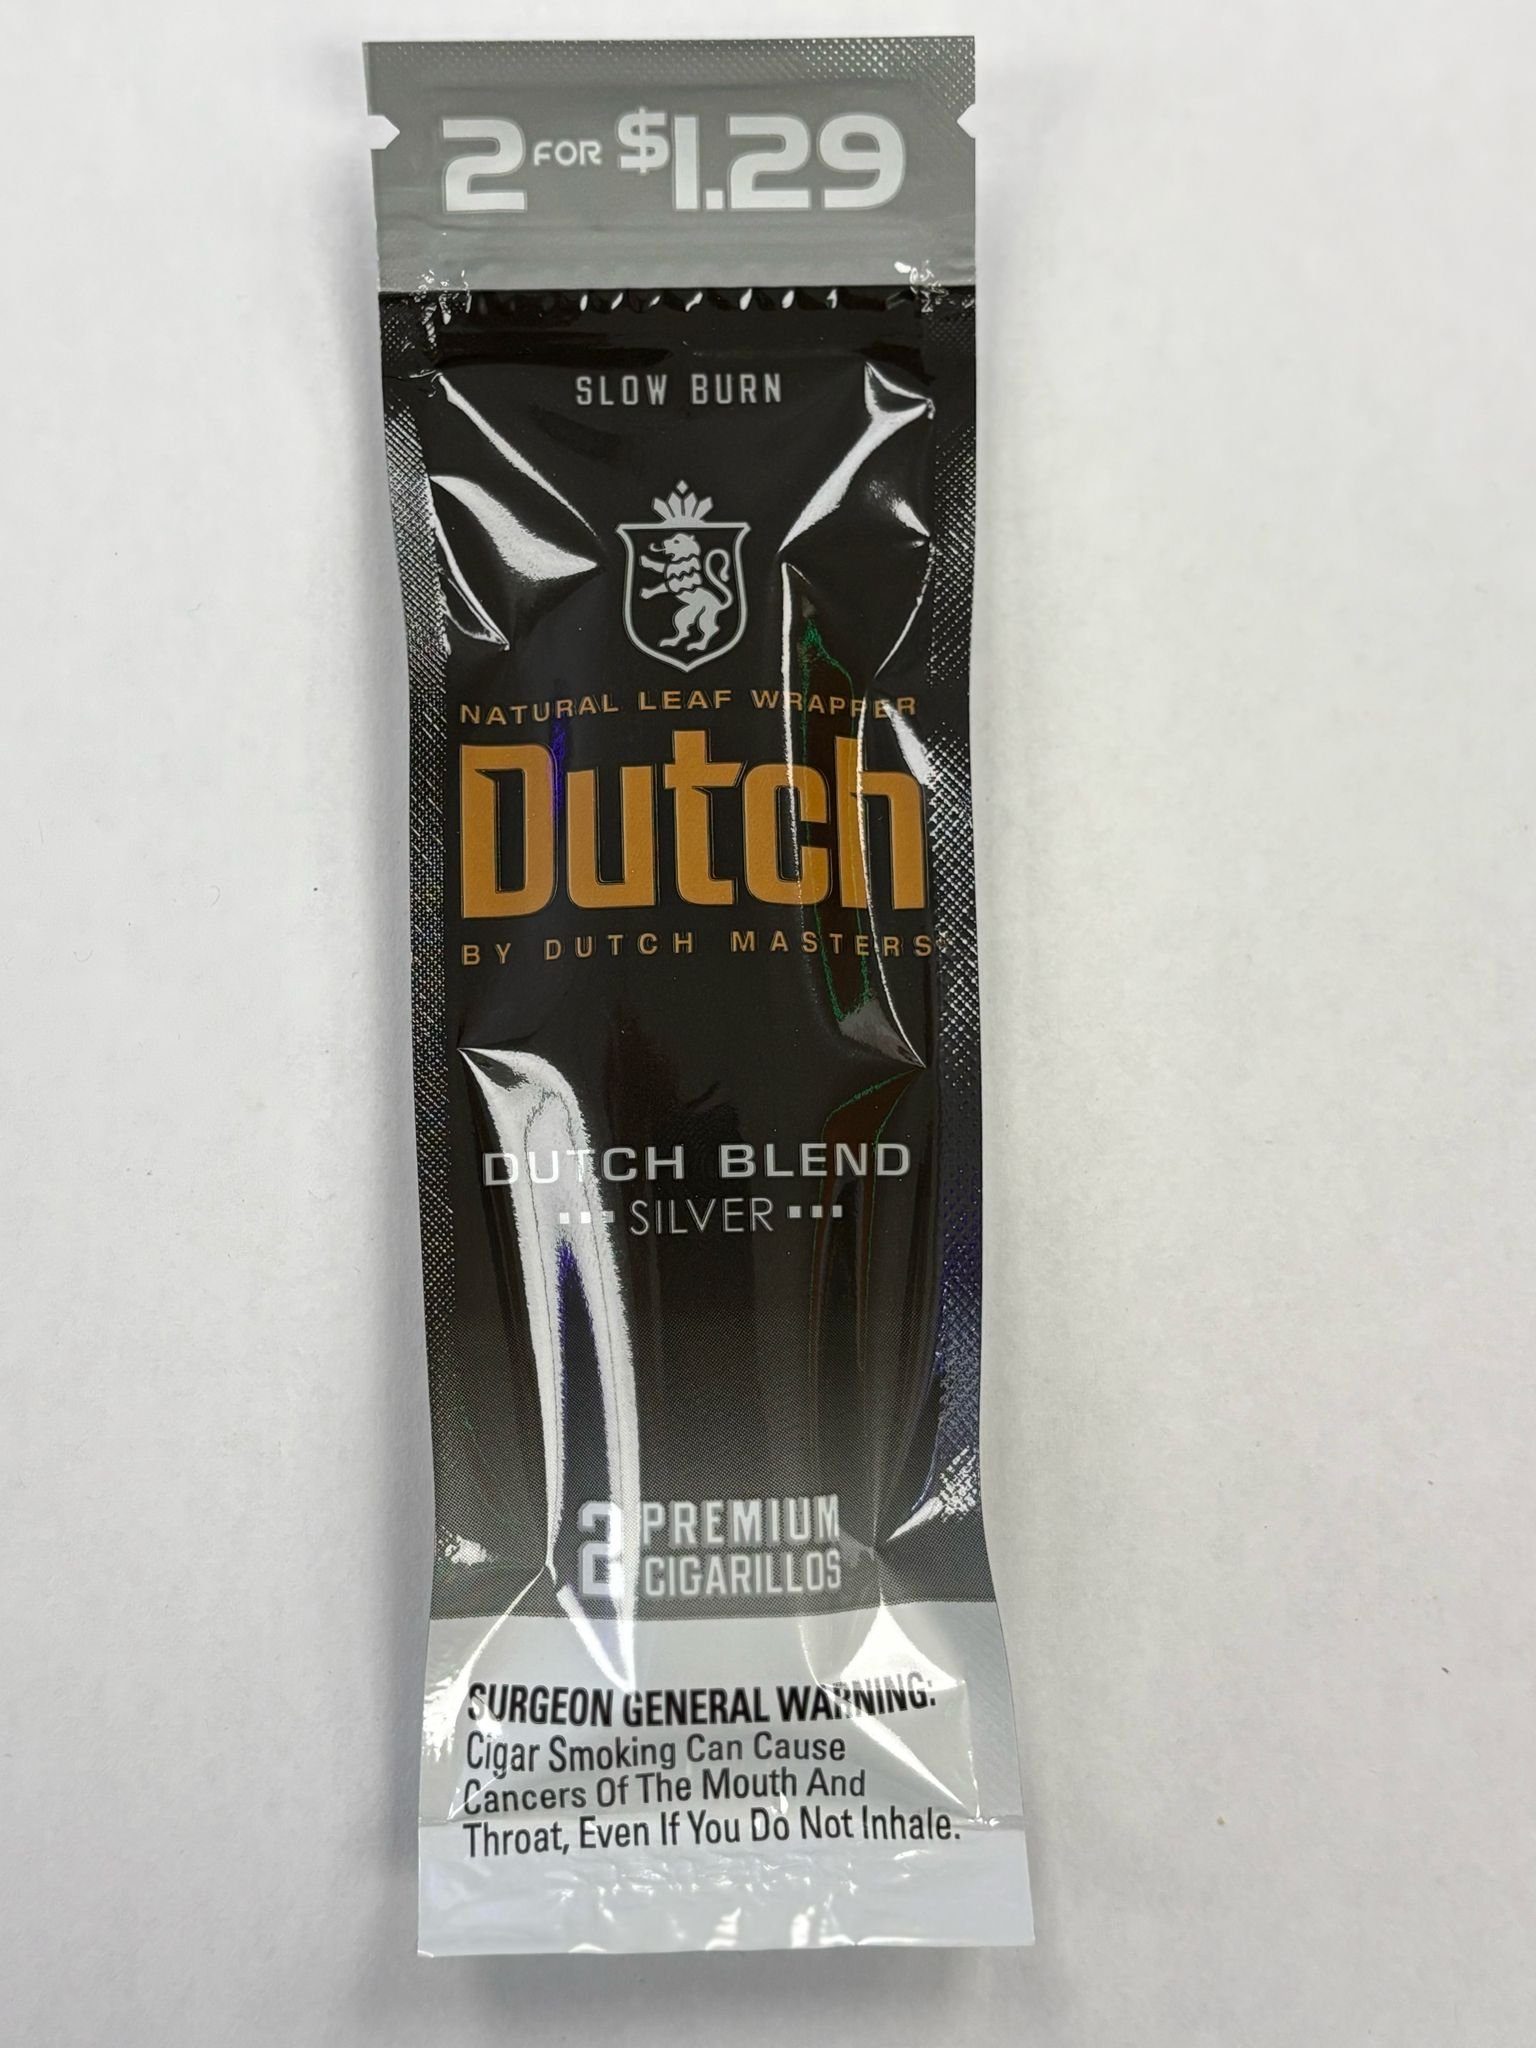 2 FOR $1.29
SLOW BURN
NATURAL LEAF WRAPPER
Dutch
BY DUTCH MASTERS®
DUTCH BLEND
SILVER
2 PREMIUM
CIGARILLOS
SURGEON GENERAL WARNING:
Cigar Smoking Can Cause
Cancers Of The Mouth And
Throat, Even If You Do Not Inhale.